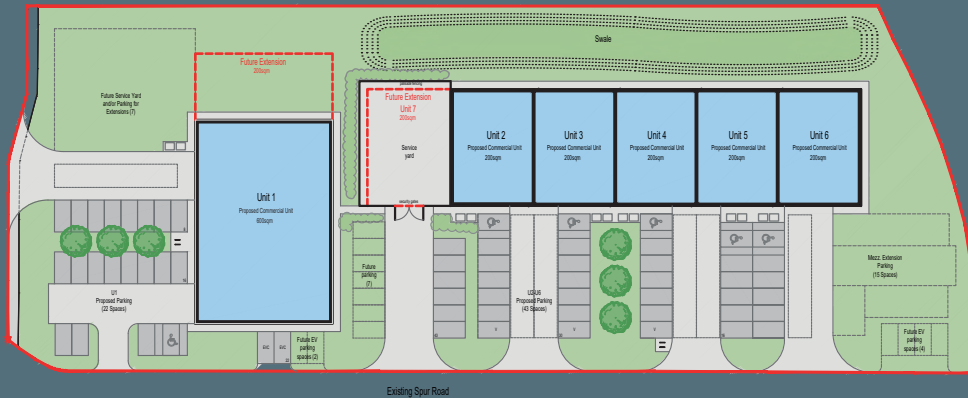 Swale
Future Extension
200sqm
Future Service Yard
and/or Parking for
Extensions (7)
Future Extension
Unit 7
200sqm
Service
yard
security gates
Unit 2
Proposed Commercial Unit
200sqm
Unit 3
Proposed Commercial Unit
200sqm
Unit 4
Proposed Commercial Unit
200sqm
Unit 5
Proposed Commercial Unit
200sqm
Unit 6
Proposed Commercial Unit
200sqm
Unit 1
Proposed Commercial Unit
600sqm
U1
Proposed Parking
(22 Spaces)
Future
parking
(7)
U2-U6
Proposed Parking
(43 Spaces)
Mezz. Extension
Parking
(15 Spaces)
EVC
EVC
Future EV
parking
spaces (2)
Future EV
parking
spaces (4)
Existing Spur Road